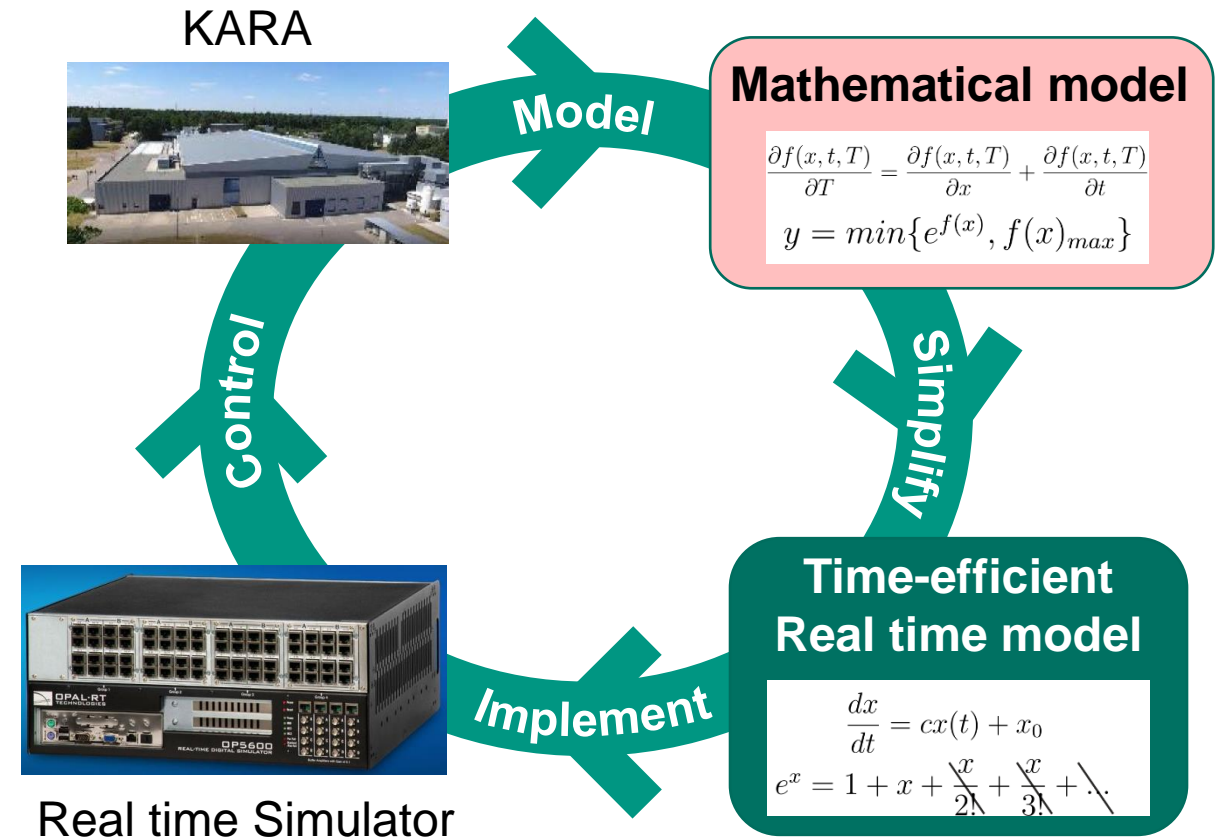 KARA
Model
Mathematical model
∂f(x, t, T)/∂T = ∂f(x, t, T)/∂x + ∂f(x, t, T)/∂t
y = min{e^{f(x)}, f(x)_{max}}
Control
Simplify
Time-efficient
Real time model
dx/dt = cx(t) + x_0
e^x = 1 + x + x/2! + x/3! + ...
Implement
OPAL-RT
TECHNOLOGIES
OP5600
REAL-TIME DIGITAL SIMULATOR
Real time Simulator